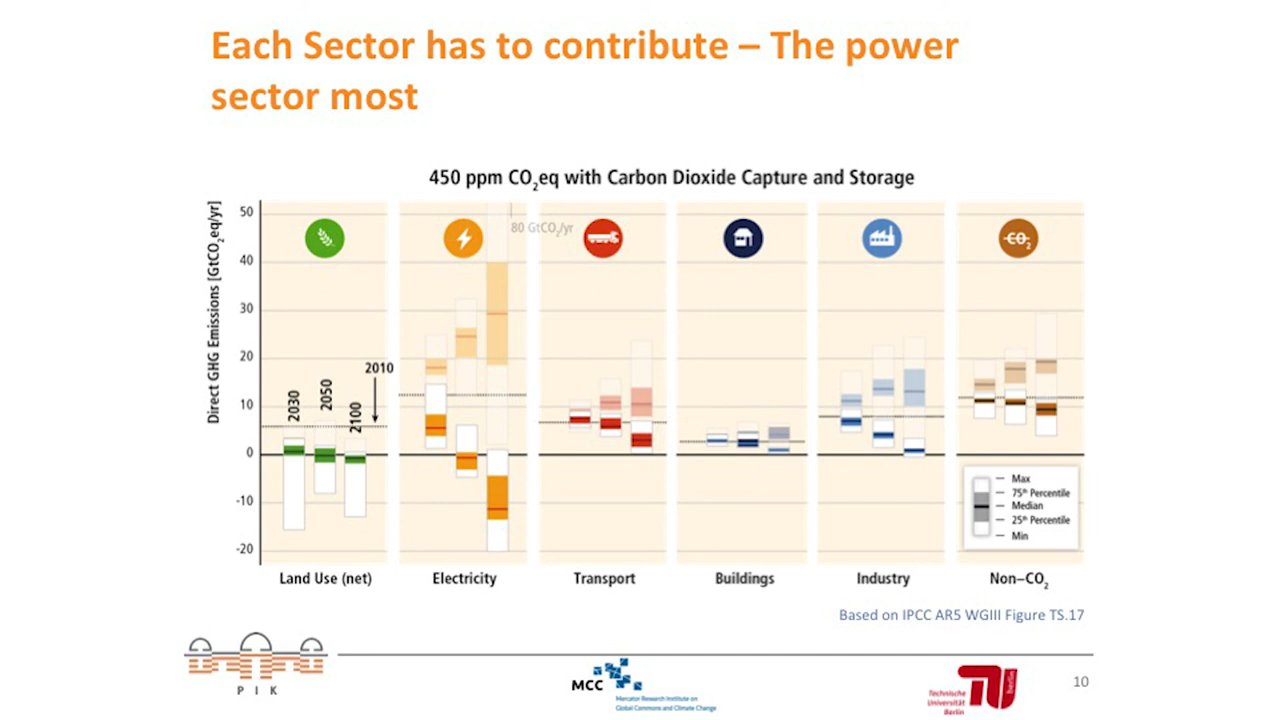 Each Sector has to contribute – The power
sector most
450 ppm CO₂eq with Carbon Dioxide Capture and Storage
Direct GHG Emissions [GtCO₂eq/yr]
50
40
30
20
10
0
-10
-20
80 GtCO₂/yr
CO₂
2030
2050
2100
2010
Max
75th Percentile
Median
25th Percentile
Min
Land Use (net)
Electricity
Transport
Buildings
Industry
Non–CO₂
Based on IPCC AR5 WGIII Figure TS.17
P I K
MCC
Mercator Research Institute on
Global Commons and Climate Change
Technische
Universität
Berlin
berlin
10